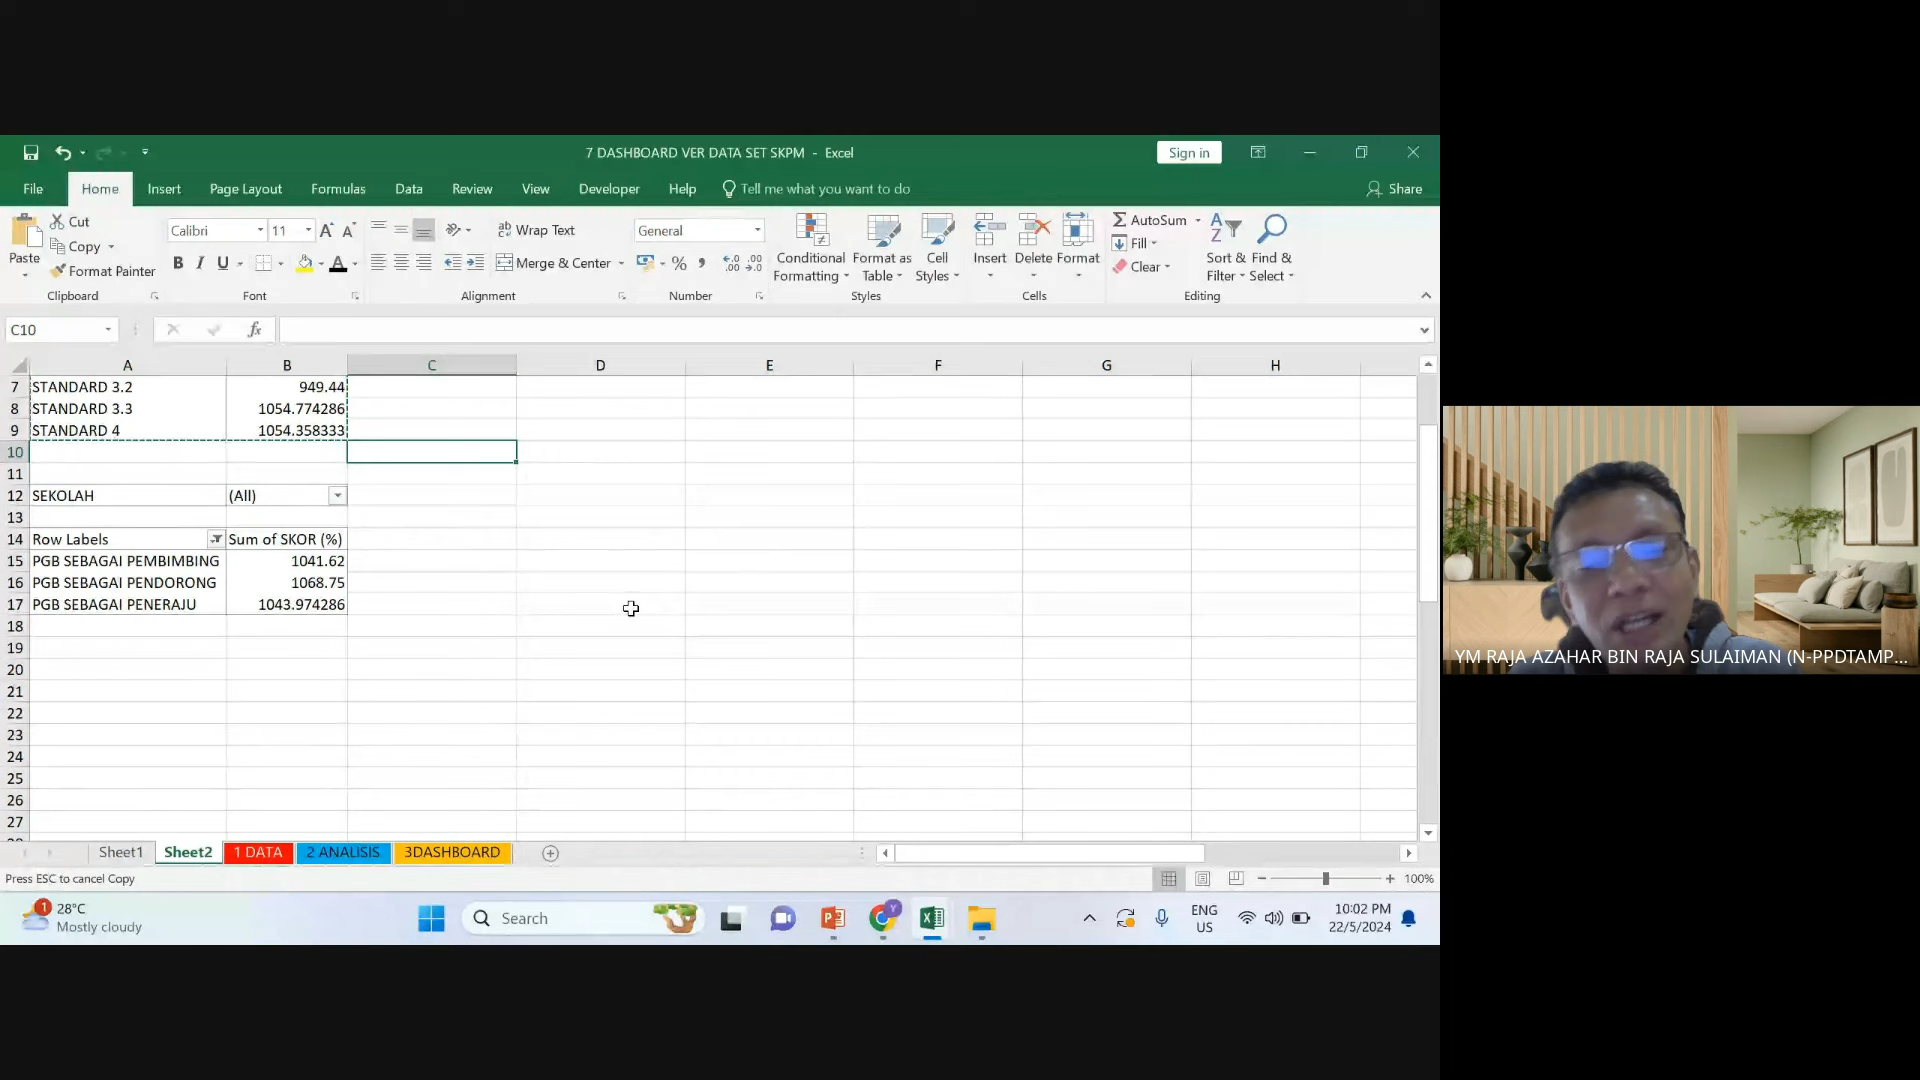 7 DASHBOARD VER DATA SET SKPM - Excel
Sign in
File Home Insert Page Layout Formulas Data Review View Developer Help Tell me what you want to do Share
Paste
Cut
Copy
Format Painter
Clipboard
Calibri 11
B I U
Font
Wrap Text
Merge & Center
Alignment
General
Number
Conditional Formatting
Format as Table
Cell Styles
Styles
Insert Delete Format
Cells
AutoSum
Fill
Clear
Sort & Filter
Find & Select
Editing
C10
fx
A B C D E F G H
7 STANDARD 3.2 949.44
8 STANDARD 3.3 1054.774286
9 STANDARD 4 1054.358333
10
11
12 SEKOLAH (All)
13
14 Row Labels Sum of SKOR (%)
15 PGB SEBAGAI PEMBIMBING 1041.62
16 PGB SEBAGAI PENDORONG 1068.75
17 PGB SEBAGAI PENERAJU 1043.974286
18
19
20
21
22
23
24
25
26
27
Sheet1 Sheet2 1 DATA 2 ANALISIS 3DASHBOARD
Press ESC to cancel Copy
100%
1
28°C
Mostly cloudy
Search
ENG
US
10:02 PM
22/5/2024
YM RAJA AZAHAR BIN RAJA SULAIMAN (N-PPDTAMP...